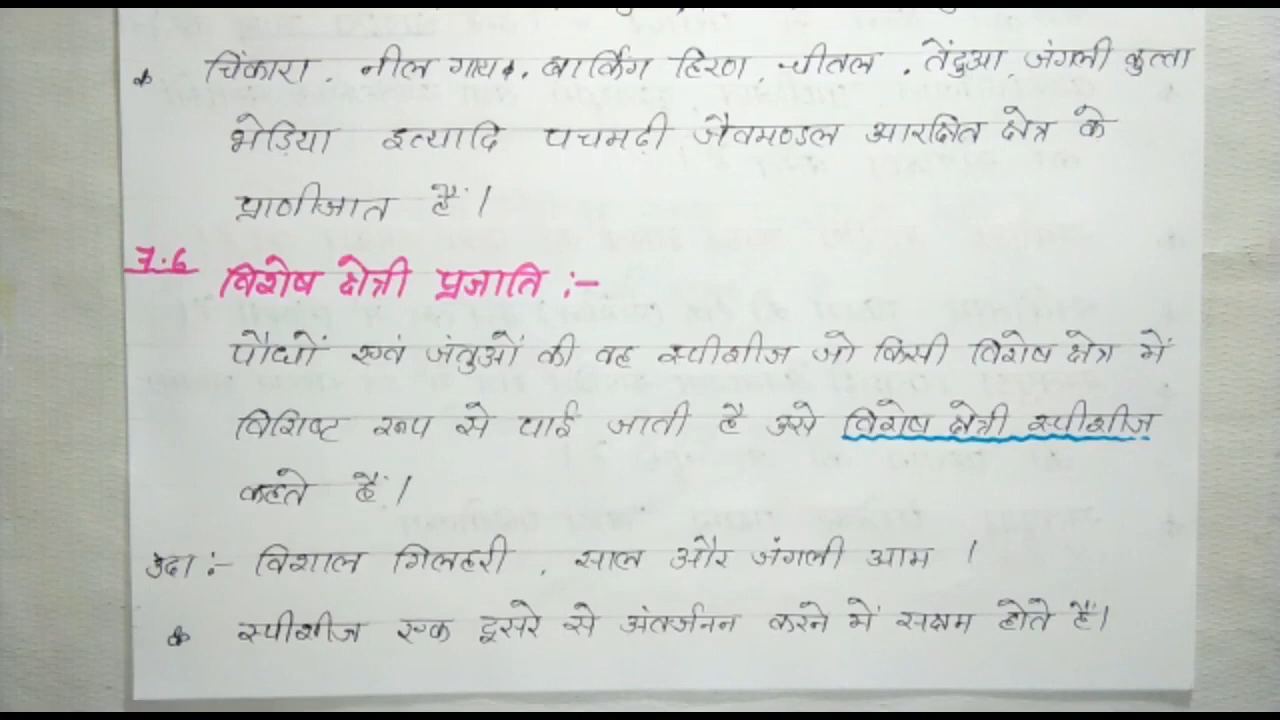 * चिंकारा, नील गाय, बार्किंग हिरण, चीतल, तेंदुआ, जंगली कुत्ता
भेड़िया इत्यादि पचमढ़ी जैवमण्डल आरक्षित क्षेत्र के
प्राणीजात हैं।
7.6 विशेष क्षेत्री प्रजाति :-
पौधों एवं जंतुओं की वह स्पीशीज जो किसी विशेष क्षेत्र में
विशिष्ट रूप से पाई जाती है उसे विशेष क्षेत्री स्पीशीज
कहते हैं।
उदा :- विशाल गिलहरी, साल और जंगली आम।
* स्पीशीज एक दूसरे से अंतर्जनन करने में सक्षम होते हैं।